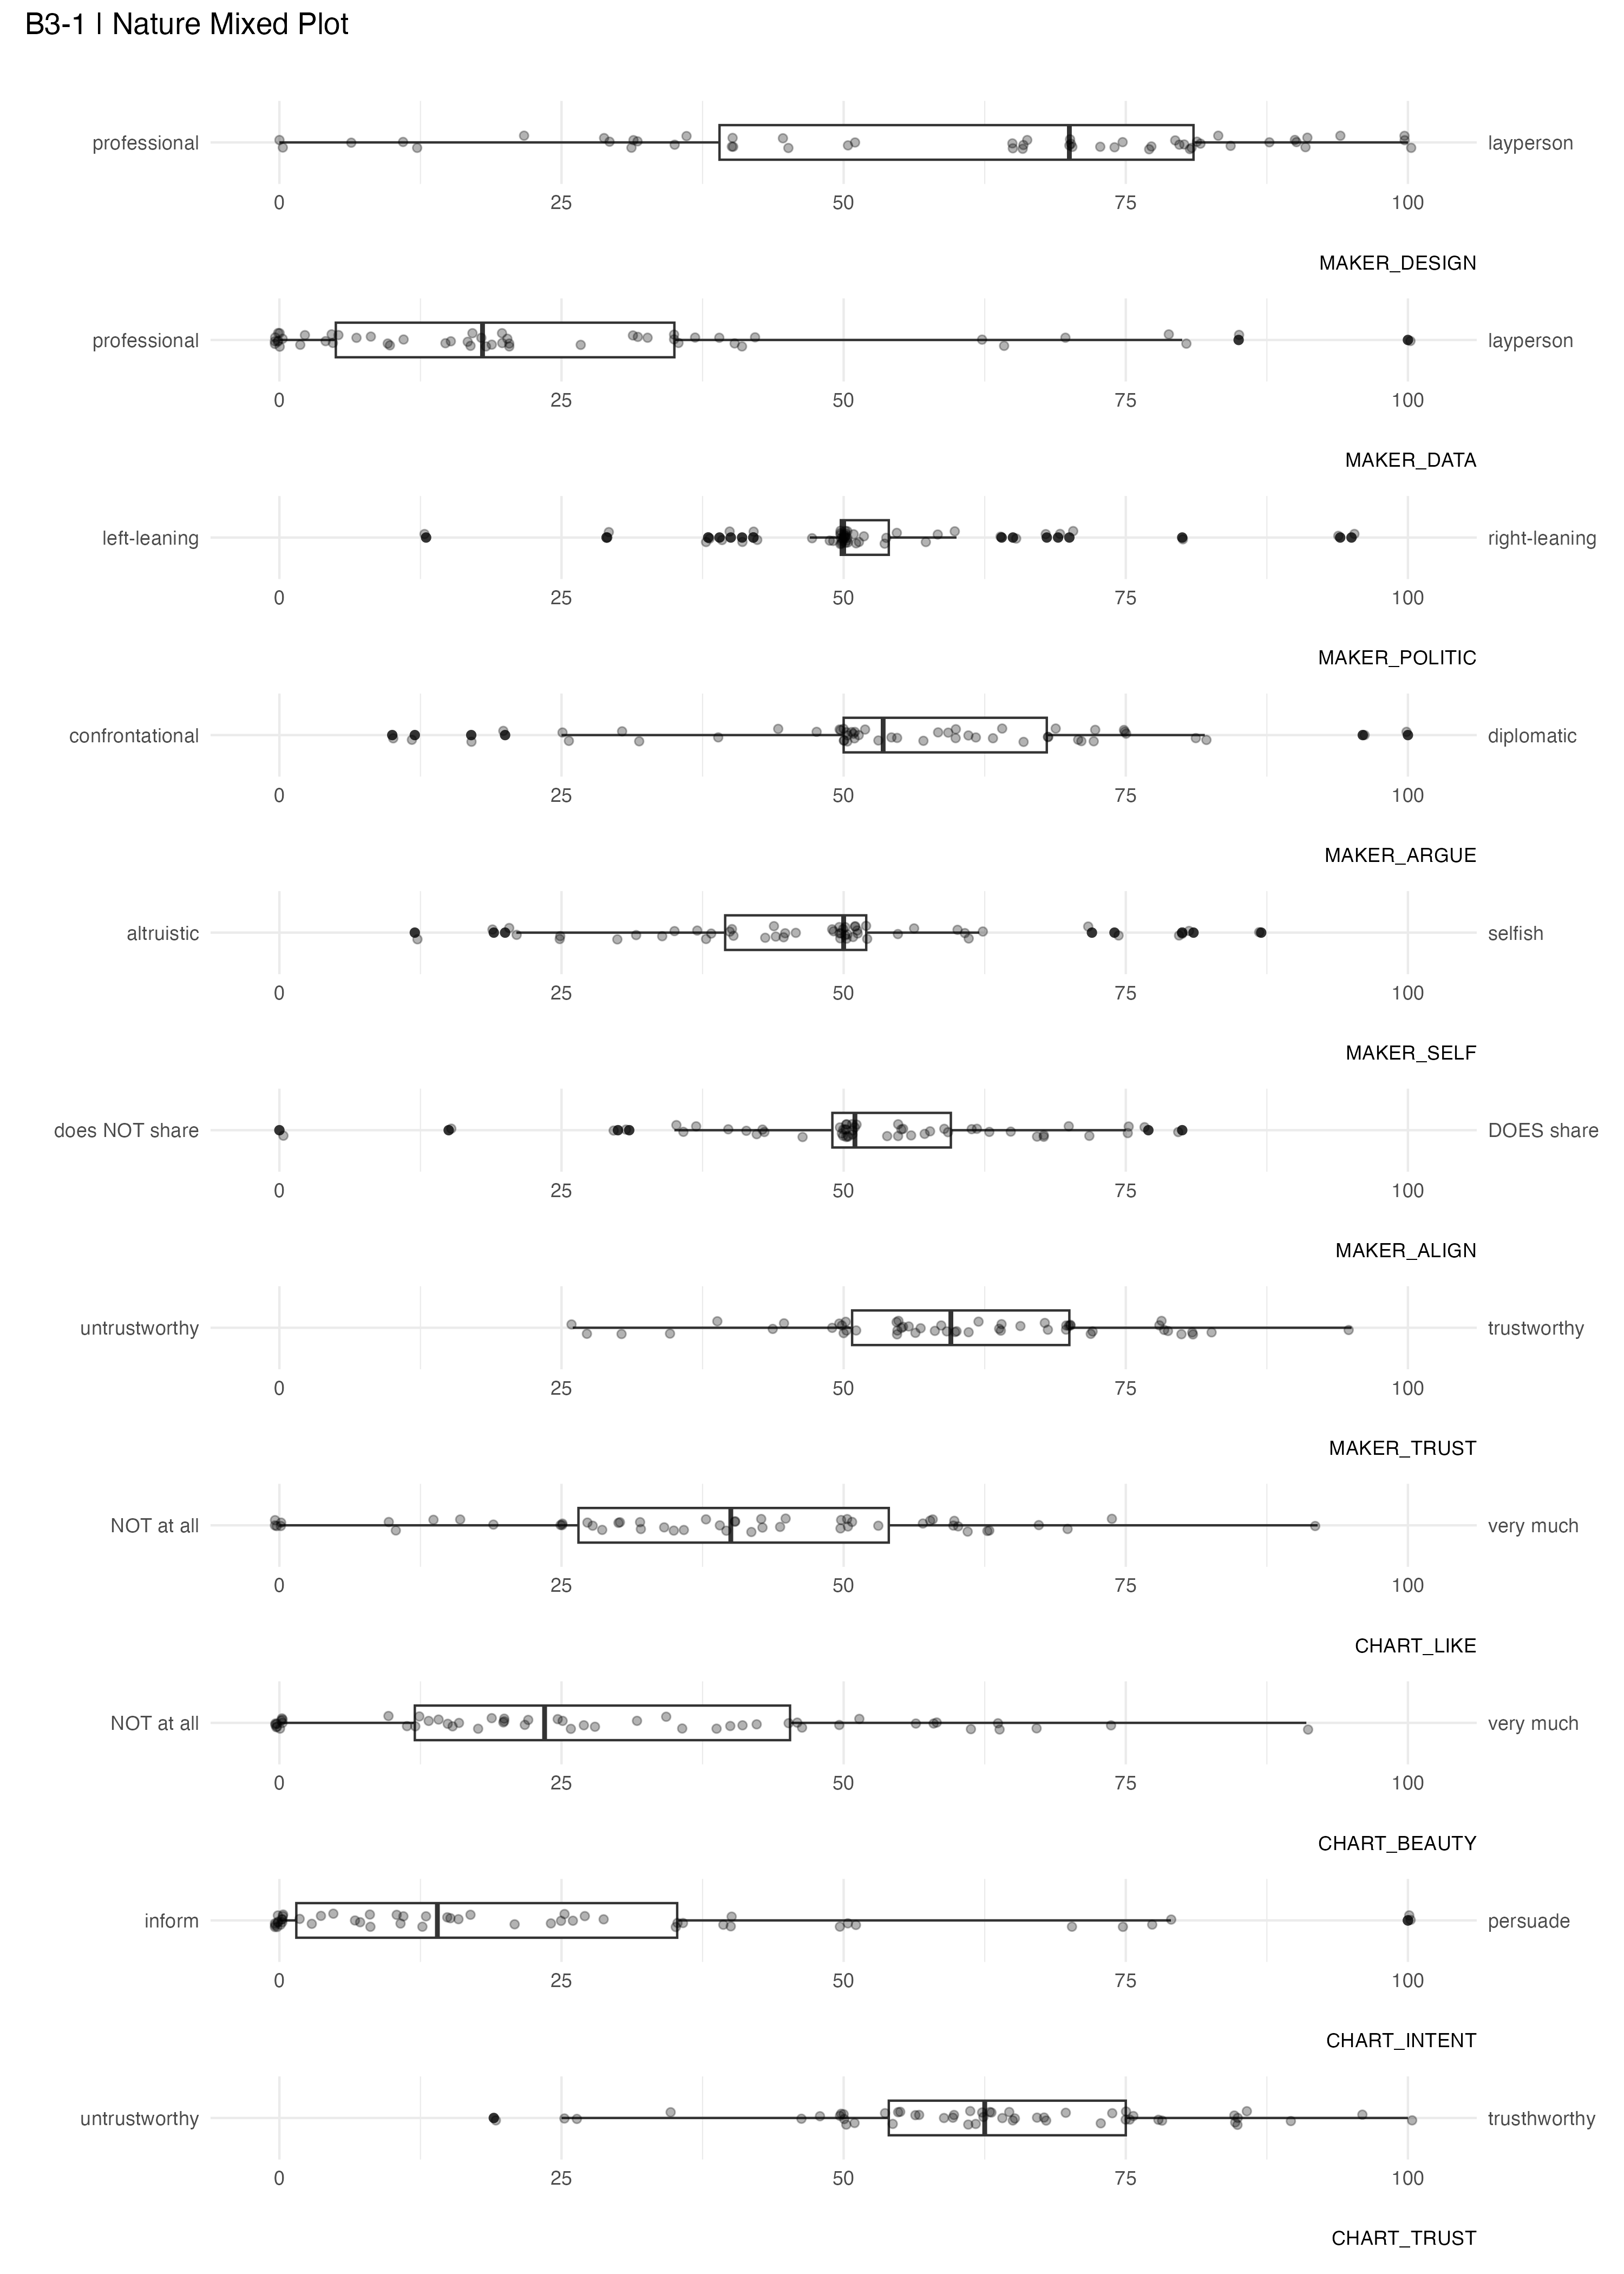 B3-1 | Nature Mixed Plot
professional layperson
0 25 50 75 100
MAKER_DESIGN
professional layperson
0 25 50 75 100
MAKER_DATA
left-leaning right-leaning
0 25 50 75 100
MAKER_POLITIC
confrontational diplomatic
0 25 50 75 100
MAKER_ARGUE
altruistic selfish
0 25 50 75 100
MAKER_SELF
does NOT share DOES share
0 25 50 75 100
MAKER_ALIGN
untrustworthy trustworthy
0 25 50 75 100
MAKER_TRUST
NOT at all very much
0 25 50 75 100
CHART_LIKE
NOT at all very much
0 25 50 75 100
CHART_BEAUTY
inform persuade
0 25 50 75 100
CHART_INTENT
untrustworthy trusthworthy
0 25 50 75 100
CHART_TRUST